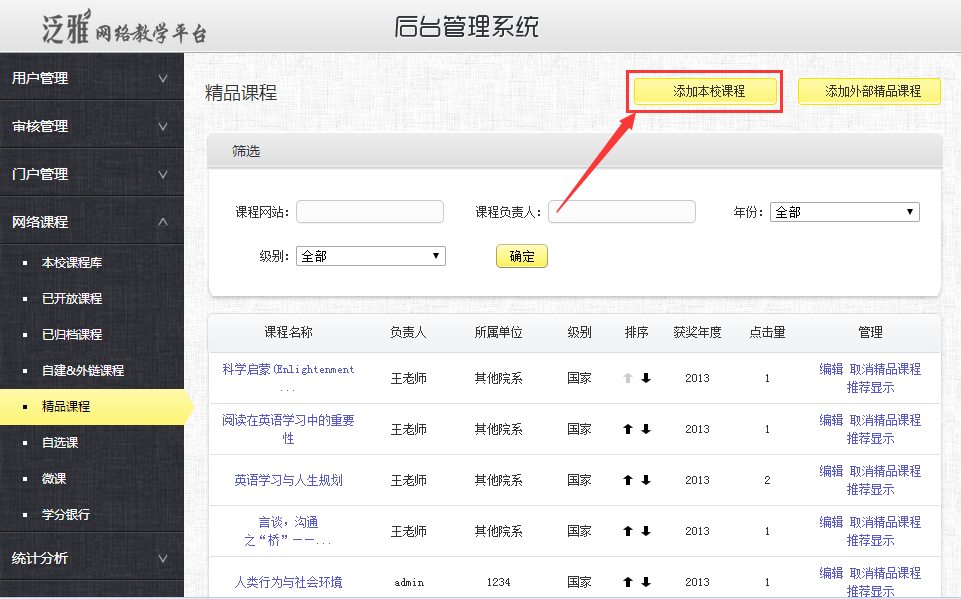 泛雅 网络教学平台
后台管理系统
用户管理
审核管理
门户管理
网络课程
本校课程库
已开放课程
已归档课程
自建&外链课程
精品课程
自选课
微课
学分银行
统计分析
精品课程
添加本校课程
添加外部精品课程
筛选
课程网站：
课程负责人：
年份： 全部
级别： 全部
确定
课程名称 负责人 所属单位 级别 排序 获奖年度 点击量 管理
科学启蒙(Enlightenment
...
王老师 其他院系 国家 2013 1
编辑 取消精品课程
推荐显示
阅读在英语学习中的重要
性
王老师 其他院系 国家 2013 1
编辑 取消精品课程
推荐显示
英语学习与人生规划
王老师 其他院系 国家 2013 2
编辑 取消精品课程
推荐显示
言谈，沟通
之“桥”——...
王老师 其他院系 国家 2013 1
编辑 取消精品课程
推荐显示
人类行为与社会环境
admin 1234 国家 2013 1
编辑 取消精品课程
推荐显示